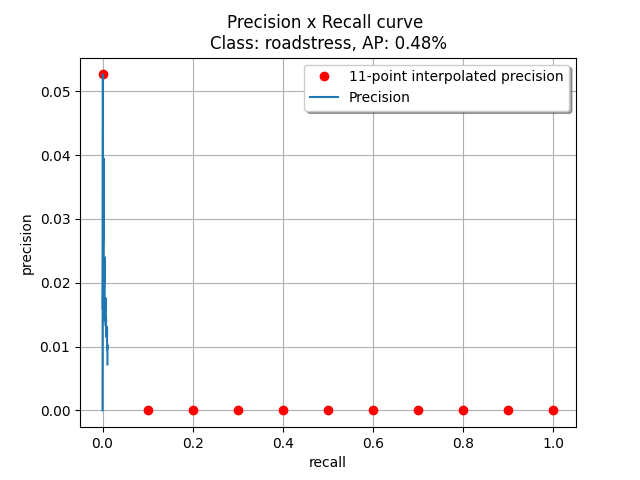 Precision x Recall curve
Class: roadstress, AP: 0.48%
11-point interpolated precision
Precision
0.05
0.04
0.03
0.02
0.01
0.00
precision
0.0 0.2 0.4 0.6 0.8 1.0
recall